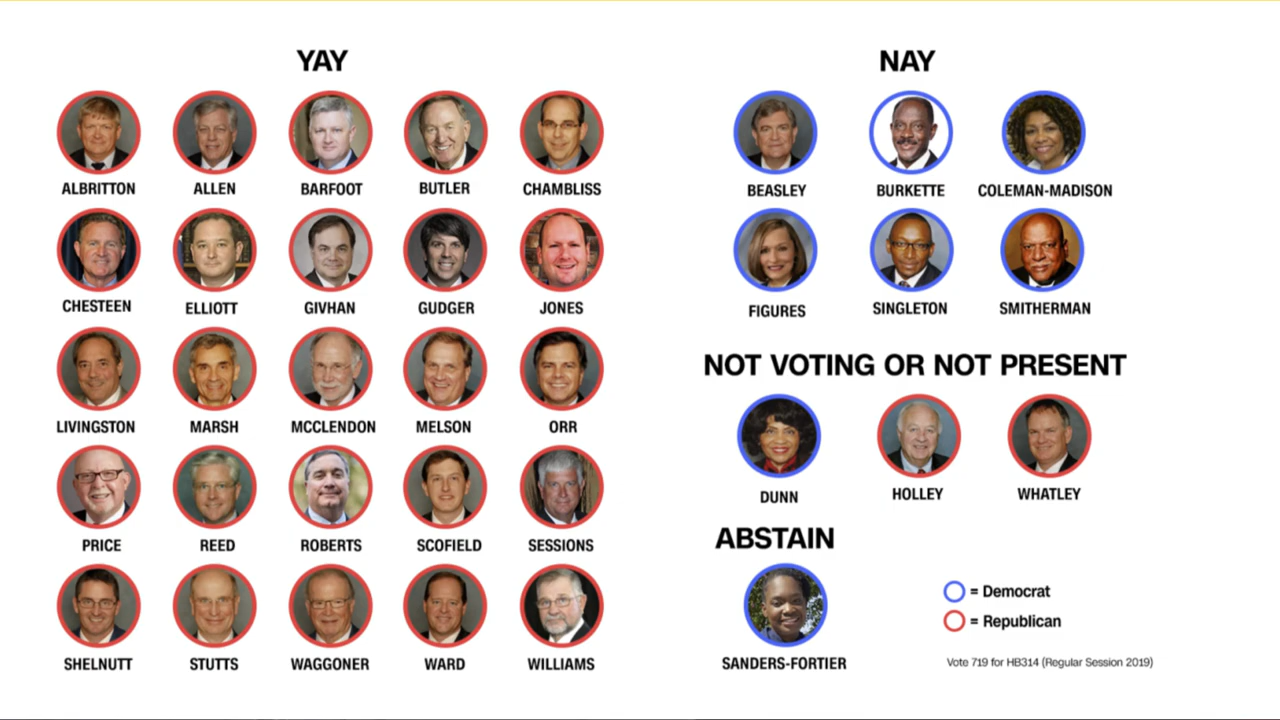 YAY
ALBRITTON ALLEN BARFOOT BUTLER CHAMBLISS
CHESTEEN ELLIOTT GIVHAN GUDGER JONES
LIVINGSTON MARSH MCCLENDON MELSON ORR
PRICE REED ROBERTS SCOFIELD SESSIONS
SHELNUTT STUTTS WAGGONER WARD WILLIAMS
NAY
BEASLEY BURKETTE COLEMAN-MADISON
FIGURES SINGLETON SMITHERMAN
NOT VOTING OR NOT PRESENT
DUNN HOLLEY WHATLEY
ABSTAIN
SANDERS-FORTIER
= Democrat
= Republican
Vote 719 for HB314 (Regular Session 2019)